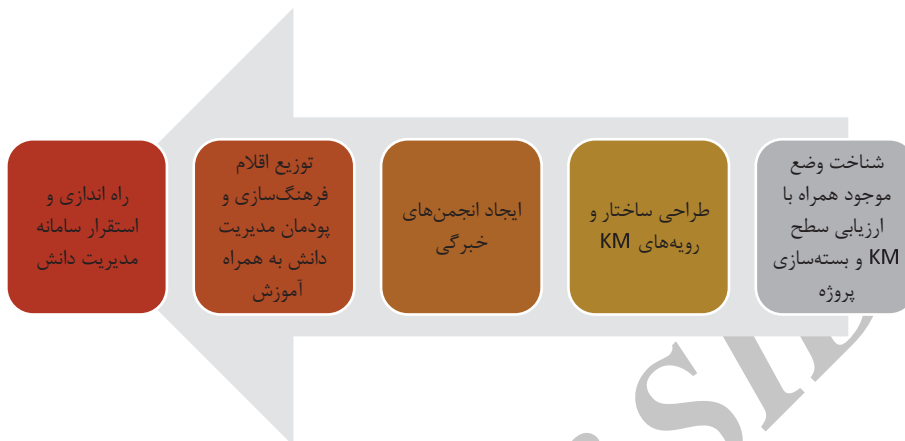 شناخت وضع
موجود همراه با
ارزیابی سطح
KM و بسته‌سازی
پروژه
طراحی ساختار و
رویه‌های KM
ایجاد انجمن‌های
خبرگی
توزیع اقلام
فرهنگ‌سازی و
پودمان مدیریت
دانش به همراه
آموزش
راه اندازی و
استقرار سامانه
مدیریت دانش